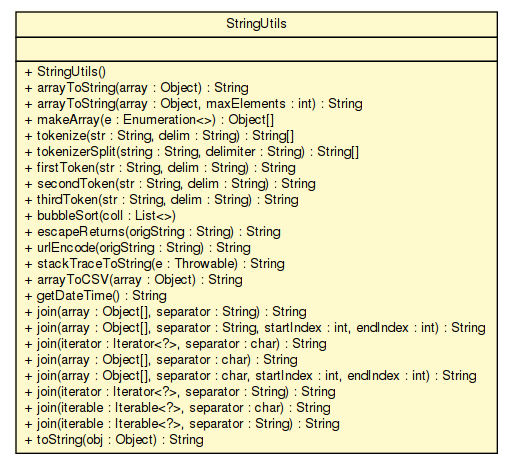 StringUtils
+ StringUtils()
+ arrayToString(array : Object) : String
+ arrayToString(array : Object, maxElements : int) : String
+ makeArray(e : Enumeration<>) : Object[]
+ tokenize(str : String, delim : String) : String[]
+ tokenizerSplit(string : String, delimiter : String) : String[]
+ firstToken(str : String, delim : String) : String
+ secondToken(str : String, delim : String) : String
+ thirdToken(str : String, delim : String) : String
+ bubbleSort(coll : List<>)
+ escapeReturns(origString : String) : String
+ urlEncode(origString : String) : String
+ stackTraceToString(e : Throwable) : String
+ arrayToCSV(array : Object) : String
+ getDateTime() : String
+ join(array : Object[], separator : String) : String
+ join(array : Object[], separator : String, startIndex : int, endIndex : int) : String
+ join(iterator : Iterator<?>, separator : char) : String
+ join(array : Object[], separator : char) : String
+ join(array : Object[], separator : char, startIndex : int, endIndex : int) : String
+ join(iterator : Iterator<?>, separator : String) : String
+ join(iterable : Iterable<?>, separator : char) : String
+ join(iterable : Iterable<?>, separator : String) : String
+ toString(obj : Object) : String